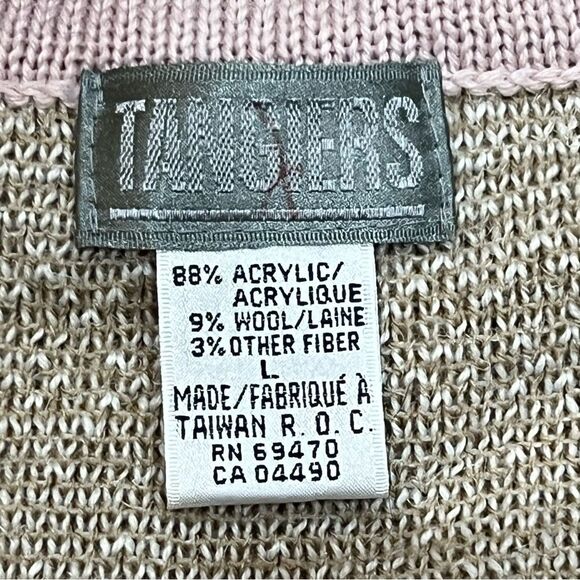 TANGIERS
88% ACRYLIC/
ACRYLIQUE
9% WOOL/LAINE
3% OTHER FIBER
L
MADE/FABRIQUÉ À
TAIWAN R. O. C.
RN 69470
CA 04490